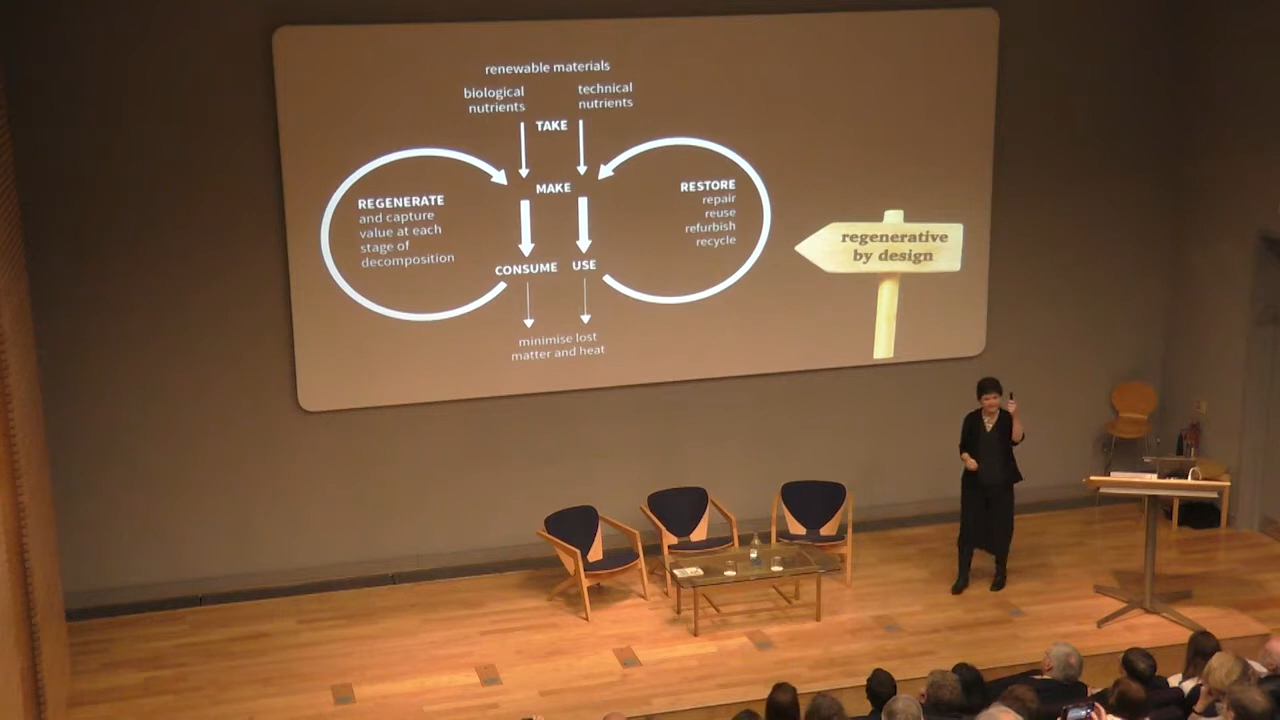 renewable materials
biological
nutrients
technical
nutrients
TAKE
MAKE
REGENERATE
and capture
value at each
stage of
decomposition
RESTORE
repair
reuse
refurbish
recycle
CONSUME
USE
minimise lost
matter and heat
regenerative
by design